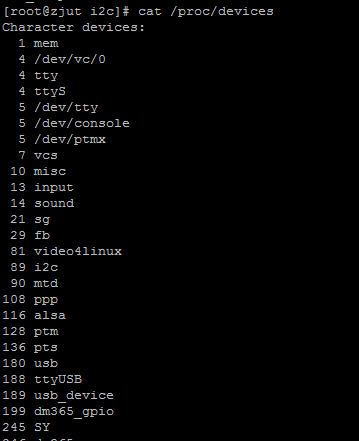 [root@zjut i2c]# cat /proc/devices
Character devices:
1 mem
4 /dev/vc/0
4 tty
4 ttyS
5 /dev/tty
5 /dev/console
5 /dev/ptmx
7 vcs
10 misc
13 input
14 sound
21 sg
29 fb
81 video4linux
89 i2c
90 mtd
108 ppp
116 alsa
128 ptm
136 pts
180 usb
188 ttyUSB
189 usb_device
199 dm365_gpio
245 SY